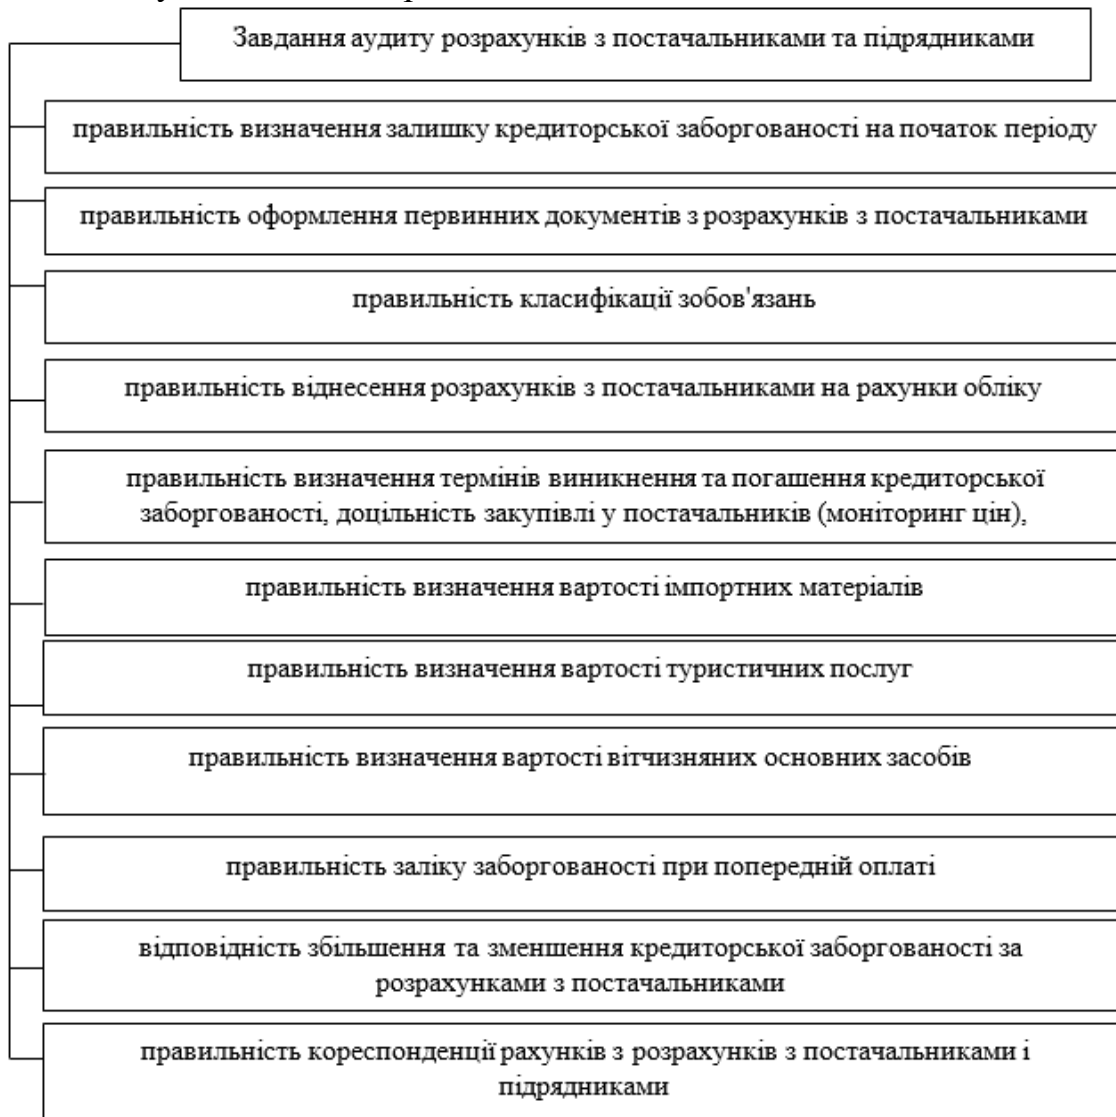 Завдання аудиту розрахунків з постачальниками та підрядниками
правильність визначення залишку кредиторської заборгованості на початок періоду
правильність оформлення первинних документів з розрахунків з постачальниками
правильність класифікації зобов'язань
правильність віднесення розрахунків з постачальниками на рахунки обліку
правильність визначення термінів виникнення та погашення кредиторської
заборгованості, доцільність закупівлі у постачальників (моніторинг цін),
правильність визначення вартості імпортних матеріалів
правильність визначення вартості туристичних послуг
правильність визначення вартості вітчизняних основних засобів
правильність заліку заборгованості при попередній оплаті
відповідність збільшення та зменшення кредиторської заборгованості за
розрахунками з постачальниками
правильність кореспонденції рахунків з розрахунків з постачальниками і
підрядниками